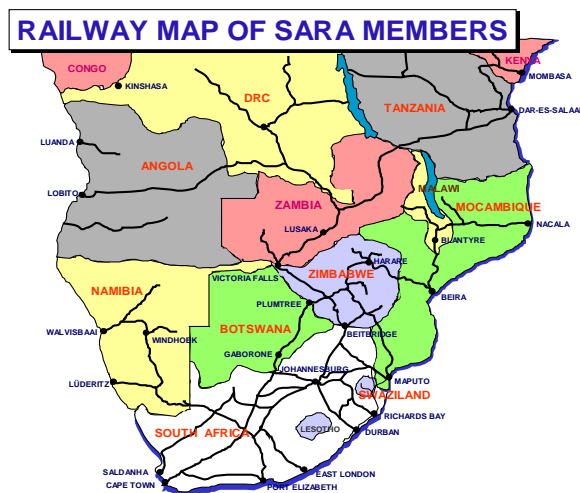 RAILWAY MAP OF SARA MEMBERS
CONGO
KENYA
MOMBASA
KINSHASA
DRC
TANZANIA
DAR-ES-SALAA
LUANDA
ANGOLA
MALAWI
LOBITO
ZAMBIA
MOCAMBIQUE
LUSAKA
NACALA
BLANTYRE
HARARE
VICTORIA FALLS
ZIMBABWE
NAMIBIA
BEIRA
PLUMTREE
WALVISBAAI
BOTSWANA
BEITBRIDGE
WINDHOEK
GABORONE
JOHANNESBURG
LÜDERITZ
MAPUTO
SWAZILAND
RICHARDS BAY
LESOTHO
SOUTH AFRICA
DURBAN
SALDANHA
EAST LONDON
CAPE TOWN
PORT ELIZABETH